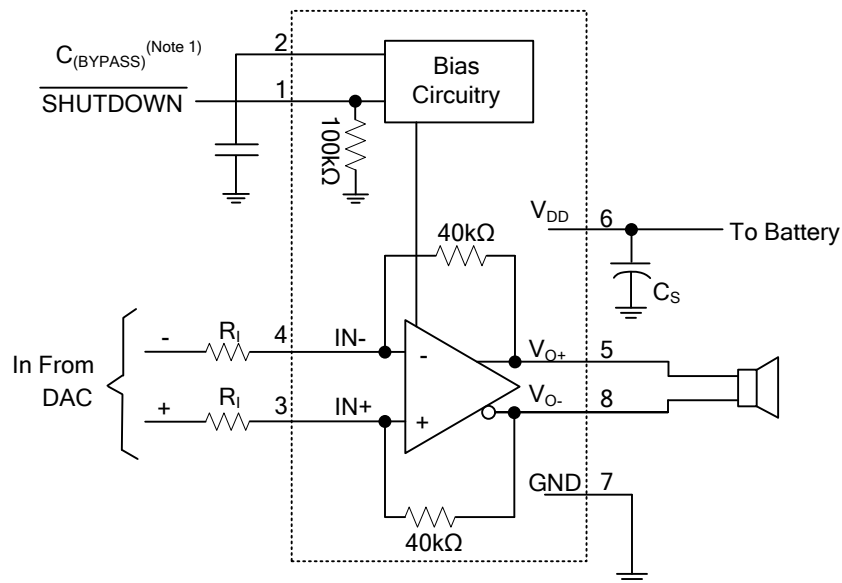 C(BYPASS)(Note 1)
2
Bias
Circuitry
SHUTDOWN
1
100kΩ
VDD
6
To Battery
CS
40kΩ
In From
DAC
-
RI
4
IN-
-
VO+
5
+
RI
3
IN+
+
VO-
8
GND
7
40kΩ